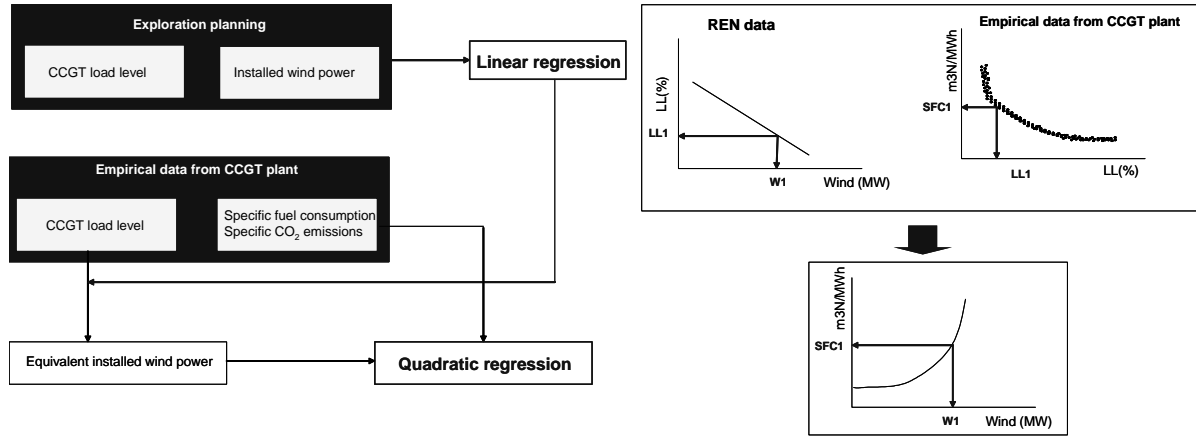 Exploration planning
CCGT load level
Installed wind power
Linear regression
Empirical data from CCGT plant
CCGT load level
Specific fuel consumption
Specific CO2 emissions
Equivalent installed wind power
Quadratic regression
REN data
LL(%)
LL1
W1
Wind (MW)
Empirical data from CCGT plant
m3N/MWh
SFC1
LL1
LL(%)
m3N/MWh
SFC1
W1
Wind (MW)